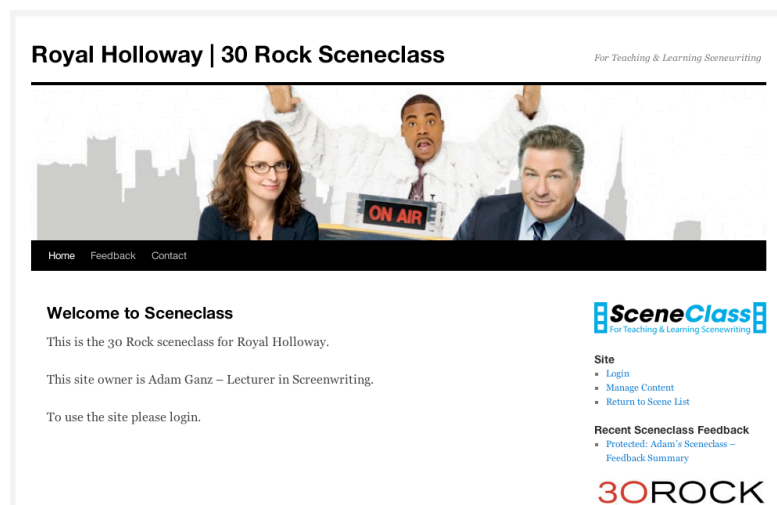 Royal Holloway | 30 Rock Sceneclass
For Teaching & Learning Scenewriting
ON AIR
Home Feedback Contact
Welcome to Sceneclass
This is the 30 Rock sceneclass for Royal Holloway.
This site owner is Adam Ganz – Lecturer in Screenwriting.
To use the site please login.
SceneClass
For Teaching & Learning Scenewriting
Site
Login
Manage Content
Return to Scene List
Recent Sceneclass Feedback
Protected: Adam's Sceneclass –
Feedback Summary
30ROCK